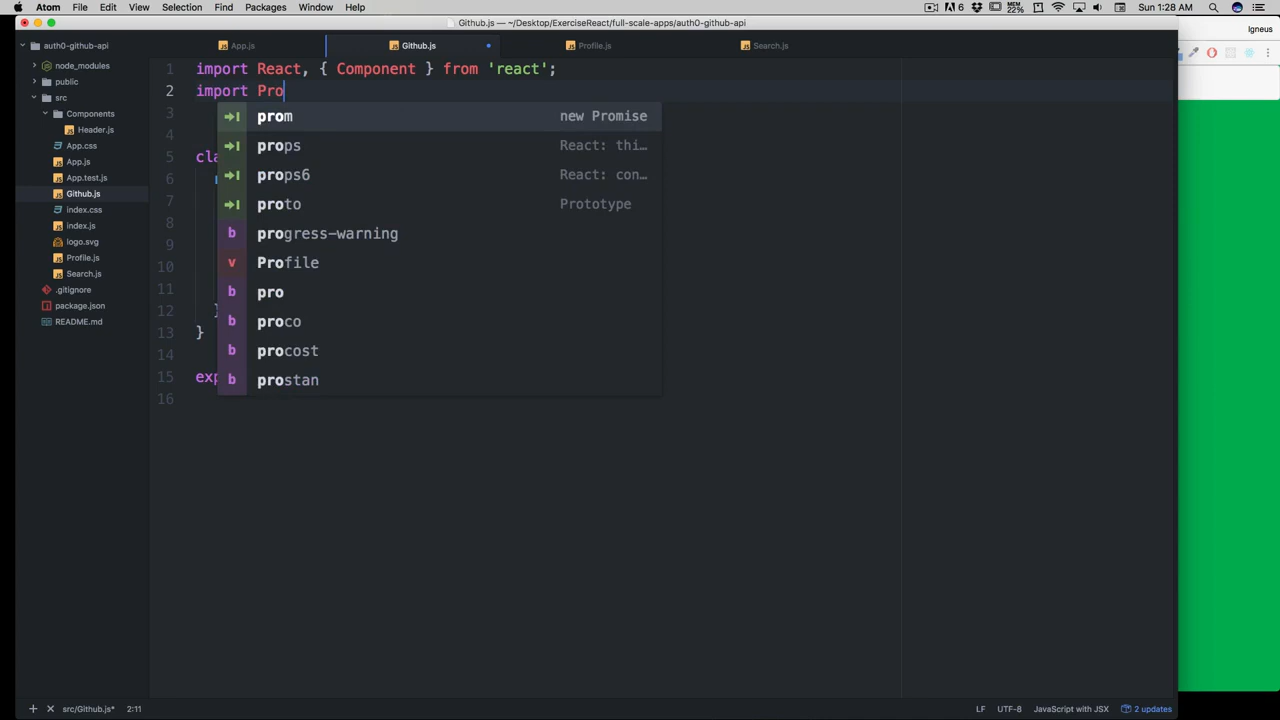 Atom File Edit View Selection Find Packages Window Help 6 MEM 22% Sun 1:28 AM
Github.js — ~/Desktop/ExerciseReact/full-scale-apps/auth0-github-api
Igneus
auth0-github-api App.js Github.js Profile.js Search.js
node_modules
public
src
Components
Header.js
App.css
App.js
App.test.js
Github.js
index.css
index.js
logo.svg
Profile.js
Search.js
.gitignore
package.json
README.md
1 import React, { Component } from 'react';
2 import Pro
3
4
5 cla
6
7
8
9
10
11
12 }
13 }
14
15 exp
16
prom new Promise
props React: thi…
props6 React: con…
proto Prototype
b progress-warning
v Profile
b pro
b proco
b procost
b prostan
src/Github.js* 2:11 LF UTF-8 JavaScript with JSX 2 updates